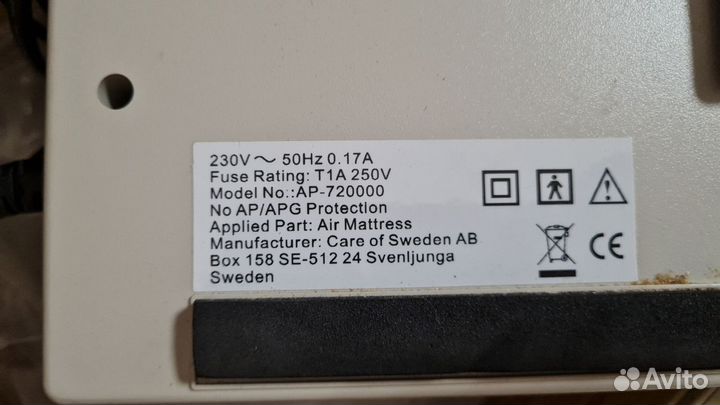 230V ~ 50Hz 0.17A
Fuse Rating: T1A 250V
Model No.:AP-720000
No AP/APG Protection
Applied Part: Air Mattress
Manufacturer: Care of Sweden AB
Box 158 SE-512 24 Svenljunga
Sweden
CE
Avito